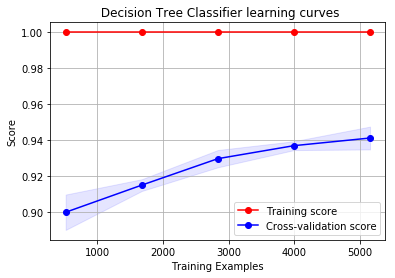 Decision Tree Classifier learning curves
1.00
0.98
0.96
0.94
0.92
0.90
Score
Training score
Cross-validation score
1000 2000 3000 4000 5000
Training Examples